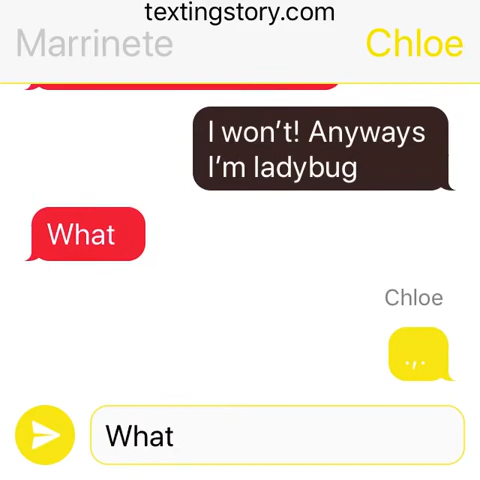 textingstory.com
Marrinete
Chloe
I won't! Anyways
I'm ladybug
What
Chloe
.,.
What